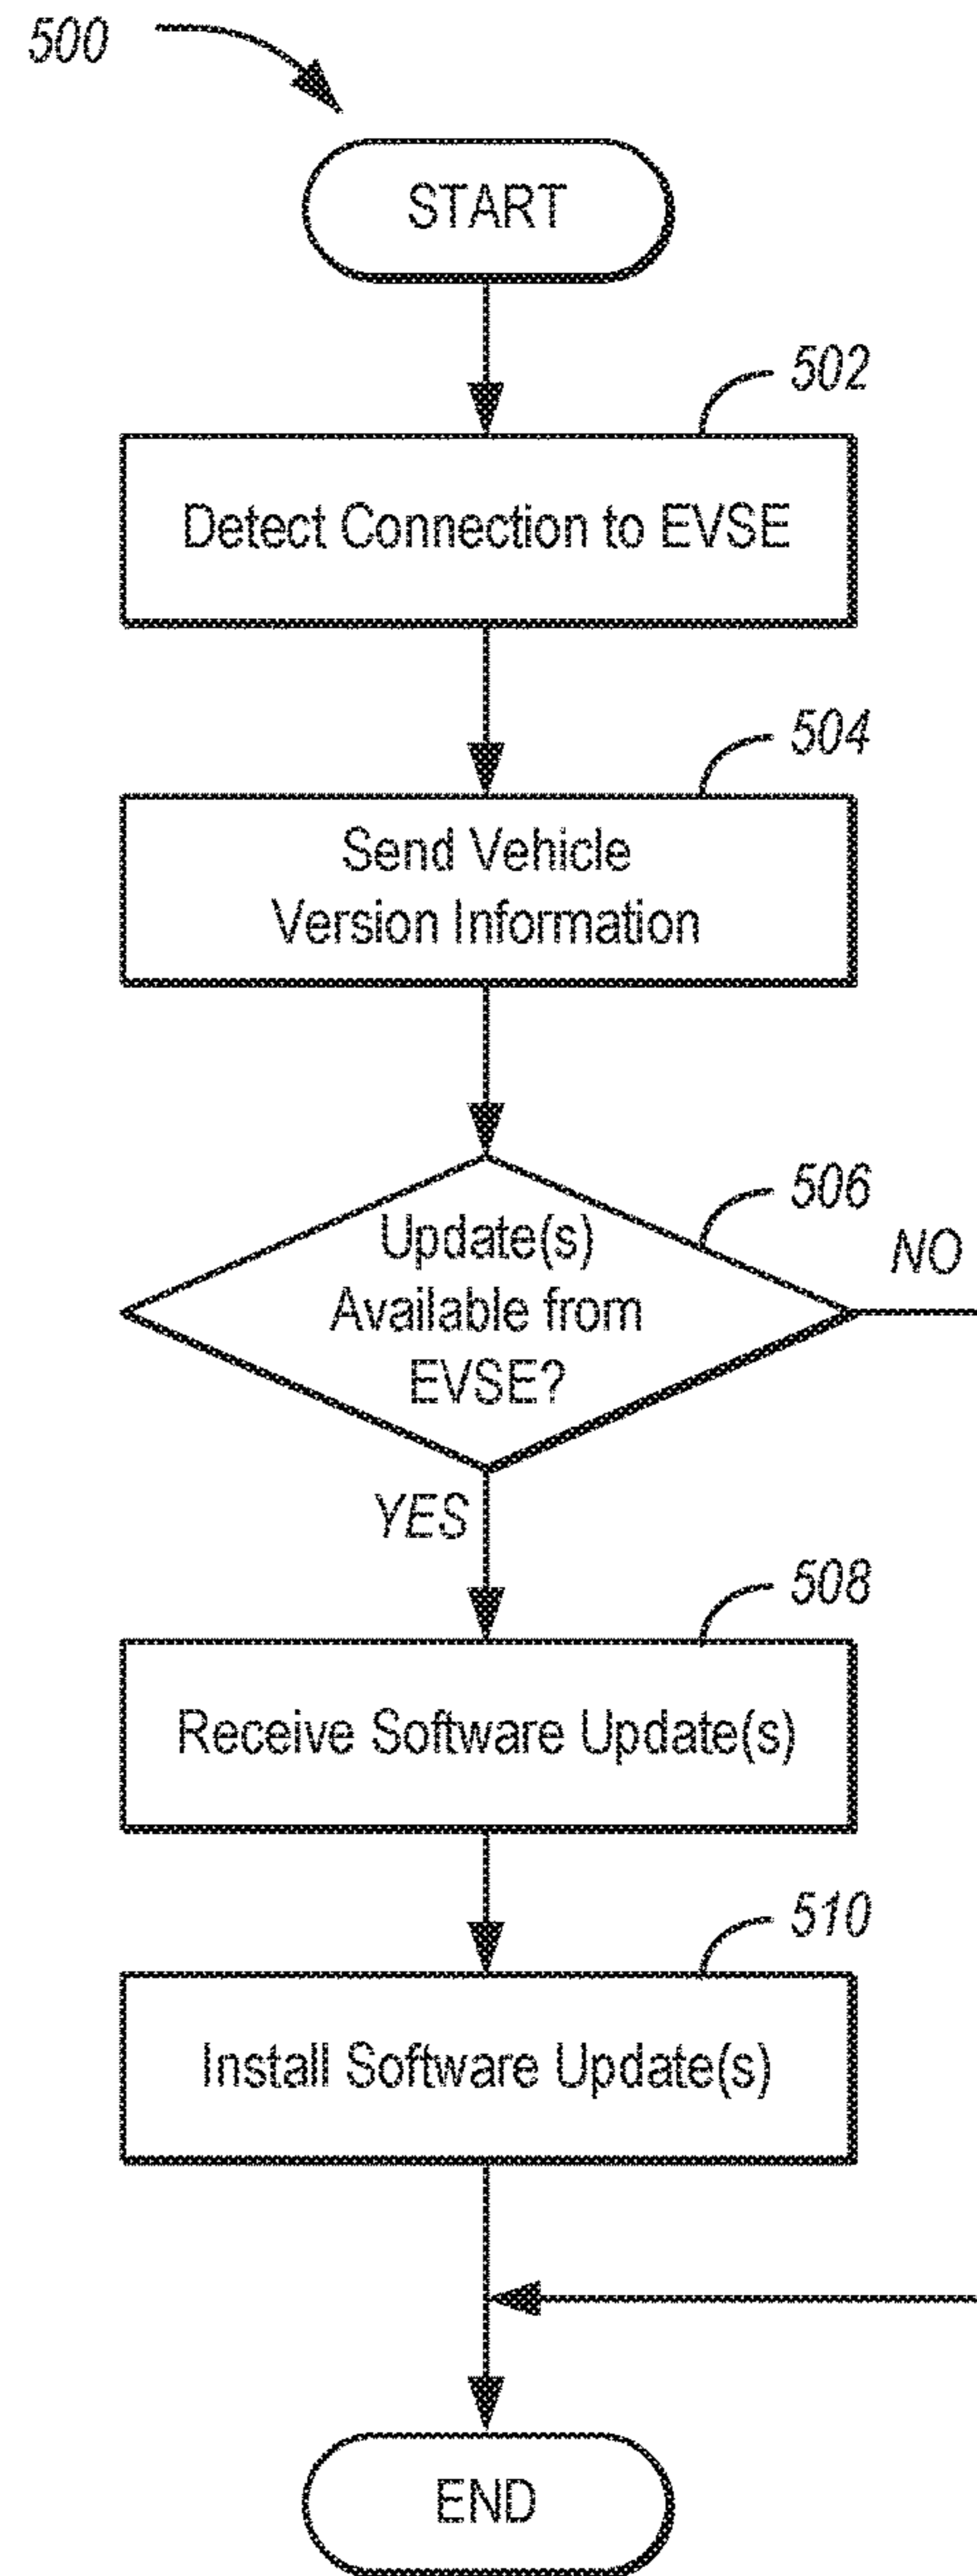 500
START
502
Detect Connection to EVSE
504
Send Vehicle
Version Information
506
Update(s)
Available from
EVSE?
NO
YES
508
Receive Software Update(s)
510
Install Software Update(s)
END